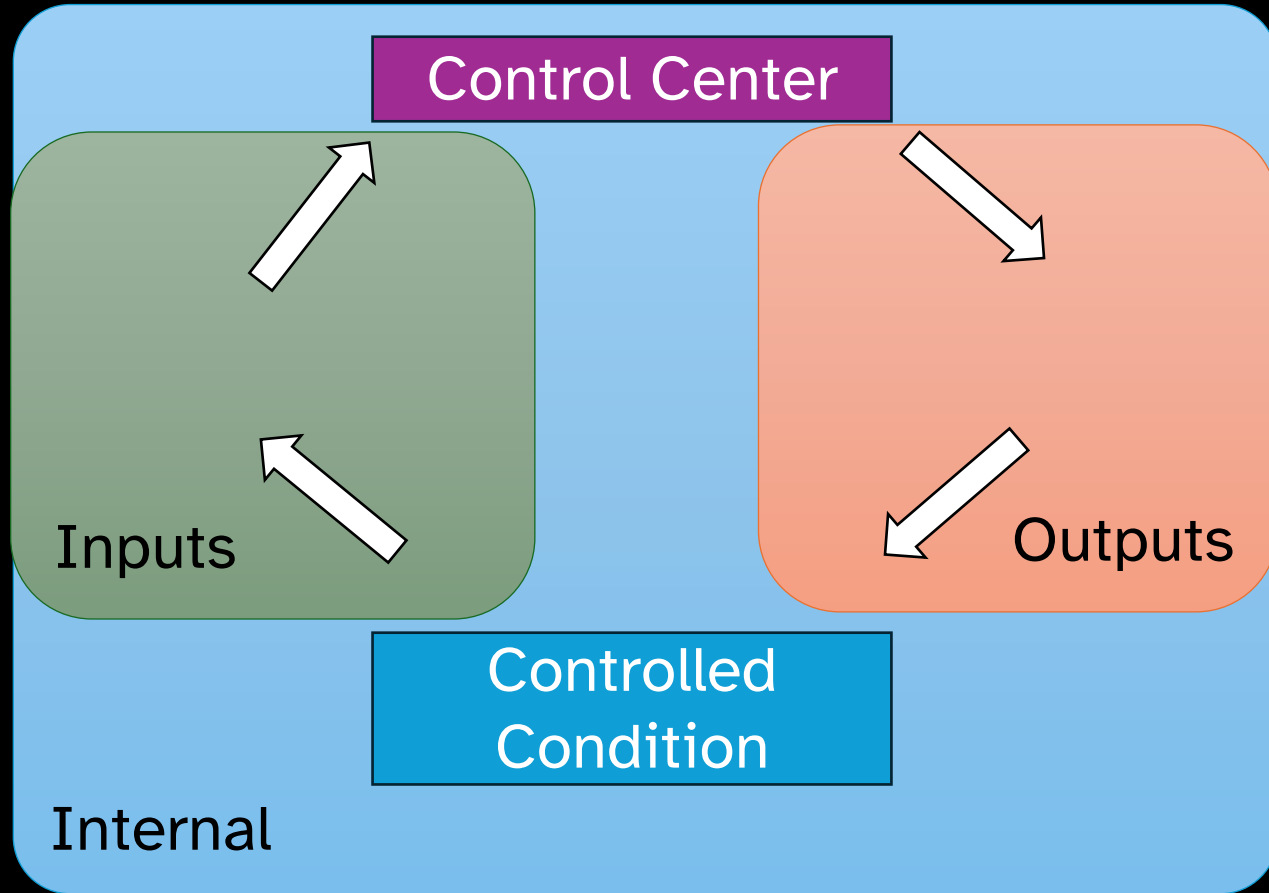 Control Center
Inputs
Outputs
Controlled
Condition
Internal